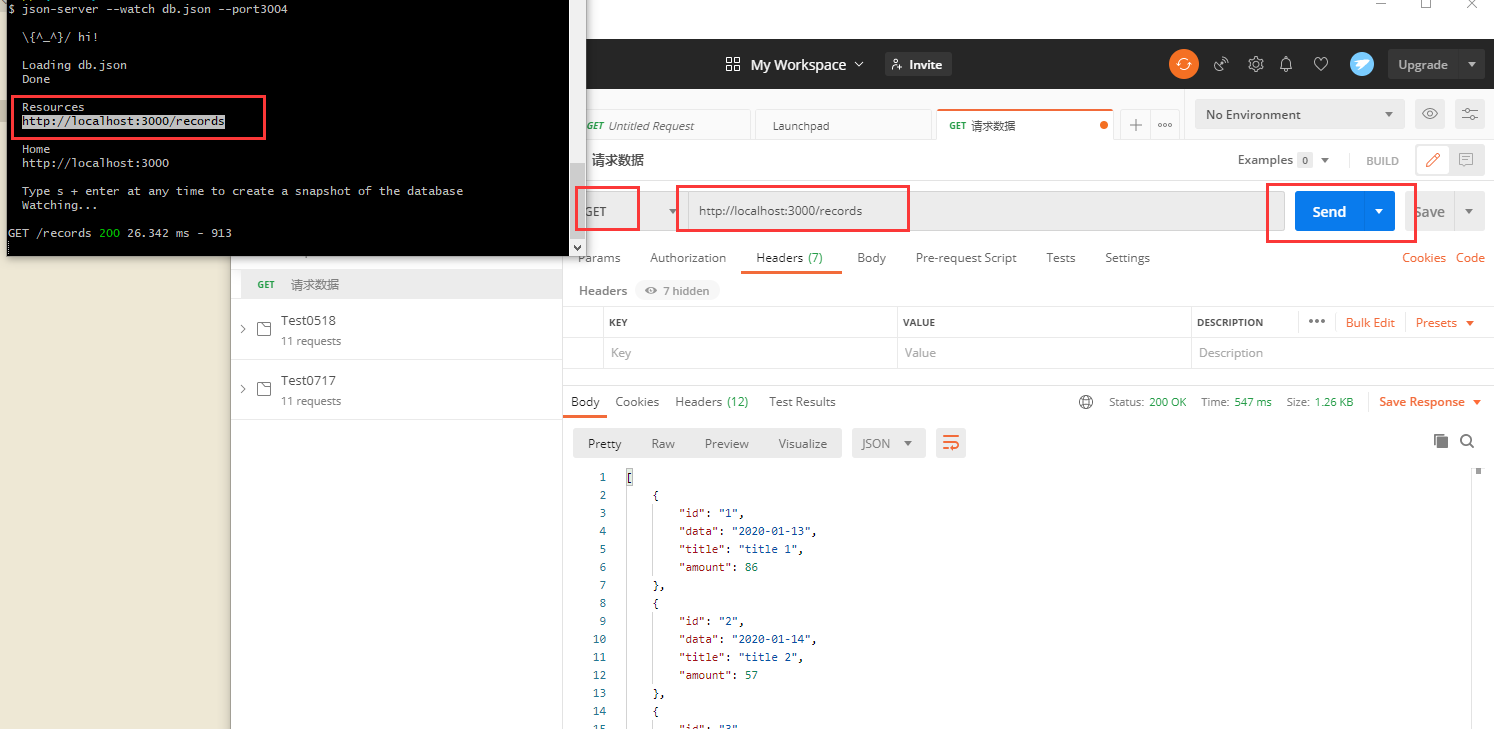 $ json-server --watch db.json --port3004
\{^_^}/ hi!
Loading db.json
Done
Resources
http://localhost:3000/records
Home
http://localhost:3000
Type s + enter at any time to create a snapshot of the database
Watching...
GET /records 200 26.342 ms - 913
My Workspace
Invite
Upgrade
GET Untitled Request
Launchpad
GET 请求数据
No Environment
请求数据
Examples 0
BUILD
GET
http://localhost:3000/records
Send
Save
Params
Authorization
Headers (7)
Body
Pre-request Script
Tests
Settings
Cookies
Code
GET 请求数据
Test0518
11 requests
Test0717
11 requests
Headers
7 hidden
KEY
VALUE
DESCRIPTION
Bulk Edit
Presets
Key
Value
Description
Body
Cookies
Headers (12)
Test Results
Status: 200 OK
Time: 547 ms
Size: 1.26 KB
Save Response
Pretty
Raw
Preview
Visualize
JSON
1 [
2 {
3 "id": "1",
4 "data": "2020-01-13",
5 "title": "title 1",
6 "amount": 86
7 },
8 {
9 "id": "2",
10 "data": "2020-01-14",
11 "title": "title 2",
12 "amount": 57
13 },
14 {
15 "id": "3"